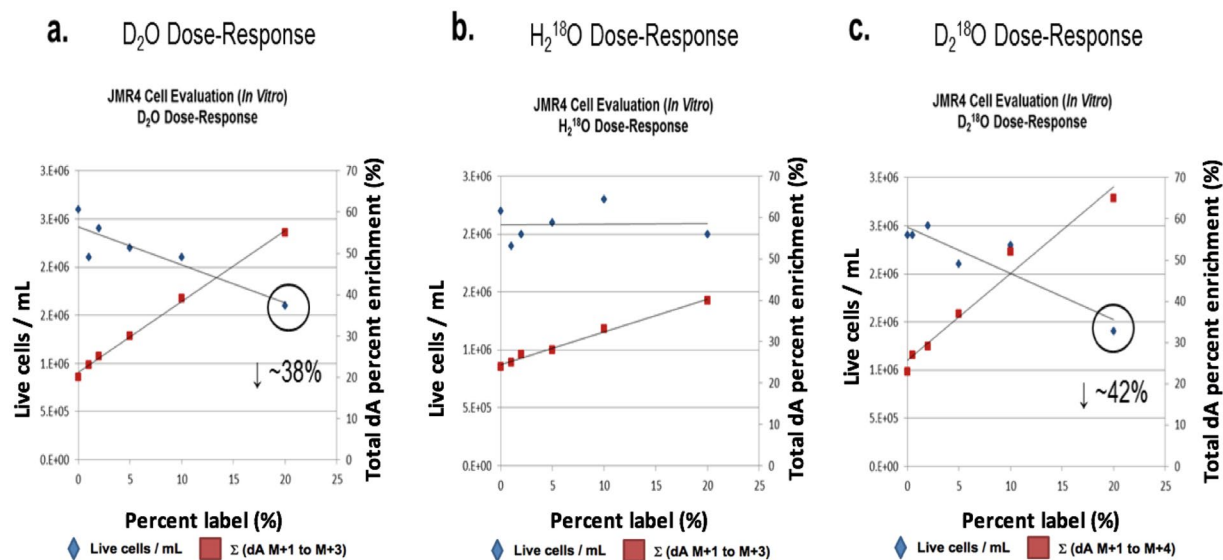 a. D₂O Dose-Response
JMR4 Cell Evaluation (In Vitro)
D₂O Dose-Response
Live cells / mL
3.E+06
3.E+06
2.E+06
2.E+06
1.E+06
5.E+05
0.E+00
70
60
50
40
30
20
10
0
Total dA percent enrichment (%)
↓ ~38%
0 5 10 15 20 25
Percent label (%)
Live cells / mL Σ (dA M+1 to M+3)
b. H₂¹⁸O Dose-Response
JMR4 Cell Evaluation (In Vitro)
H₂¹⁸O Dose-Response
Live cells / mL
3.E+06
3.E+06
2.E+06
2.E+06
1.E+06
5.E+05
0.E+00
70
60
50
40
30
20
10
0
Total dA percent enrichment (%)
0 5 10 15 20 25
Percent label (%)
Live cells / mL Σ (dA M+1 to M+3)
c. D₂¹⁸O Dose-Response
JMR4 Cell Evaluation (In Vitro)
D₂¹⁸O Dose-Response
Live cells / mL
3.E+06
3.E+06
2.E+06
2.E+06
1.E+06
5.E+05
0.E+00
70
60
50
40
30
20
10
0
Total dA percent enrichment (%)
↓ ~42%
0 5 10 15 20 25
Percent label (%)
Live cells / mL Σ (dA M+1 to M+4)